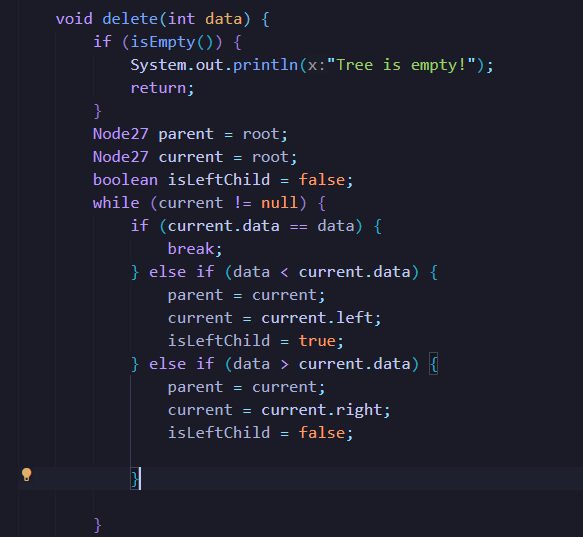 void delete(int data) {
if (isEmpty()) {
System.out.println(x:"Tree is empty!");
return;
}
Node27 parent = root;
Node27 current = root;
boolean isLeftChild = false;
while (current != null) {
if (current.data == data) {
break;
} else if (data < current.data) {
parent = current;
current = current.left;
isLeftChild = true;
} else if (data > current.data) {
parent = current;
current = current.right;
isLeftChild = false;
}
}